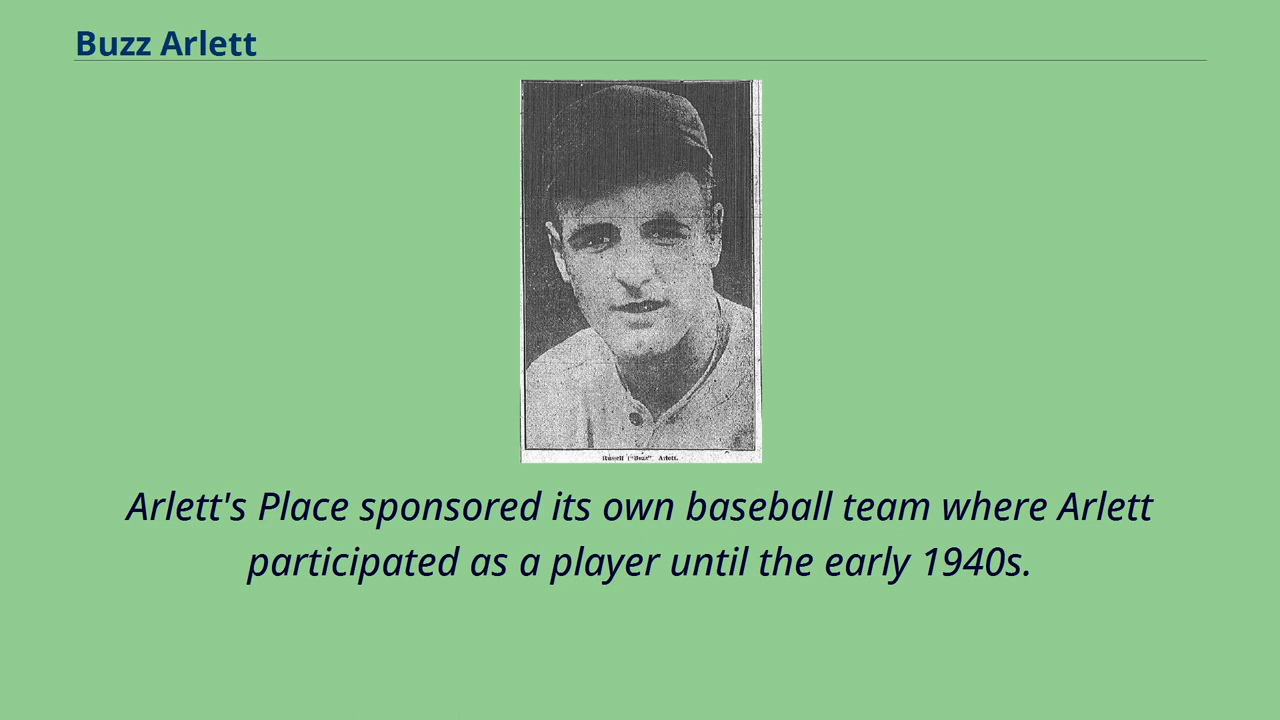 Buzz Arlett
Russell ("Buzz" Arlett.
Arlett's Place sponsored its own baseball team where Arlett
participated as a player until the early 1940s.